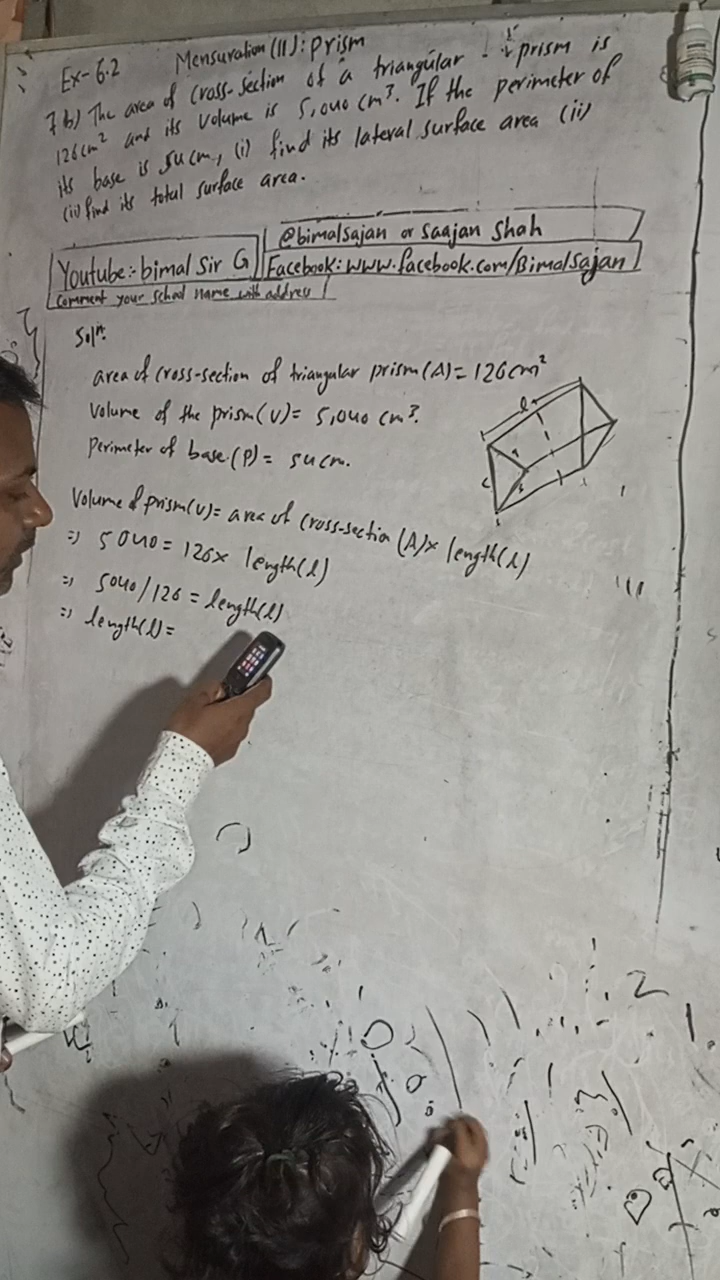 Ex-6.2 Mensuration (II): prism
7.b) The area of cross-section of a triangular prism is
126cm² and its volume is 5,040 cm³. If the perimeter of
its base is 54cm, (i) find its lateral surface area (ii)
(ii) find its total surface area.
@bimalsajan or Saajan Shah
Youtube:- bimal Sir G
Facebook: www.facebook.com/Bimalsajan
Comment your School name with address
Solⁿ:
area of cross-section of triangular prism(A)= 126cm²
Volume of the prism(V)= 5,040 cm³.
Perimeter of base(P)= 54cm.
Volume of prism(V)= area of cross-section (A)× length(l)
⇒ 5040 = 126× length(l)
⇒ 5040/126 = length(l)
⇒ length(l)=